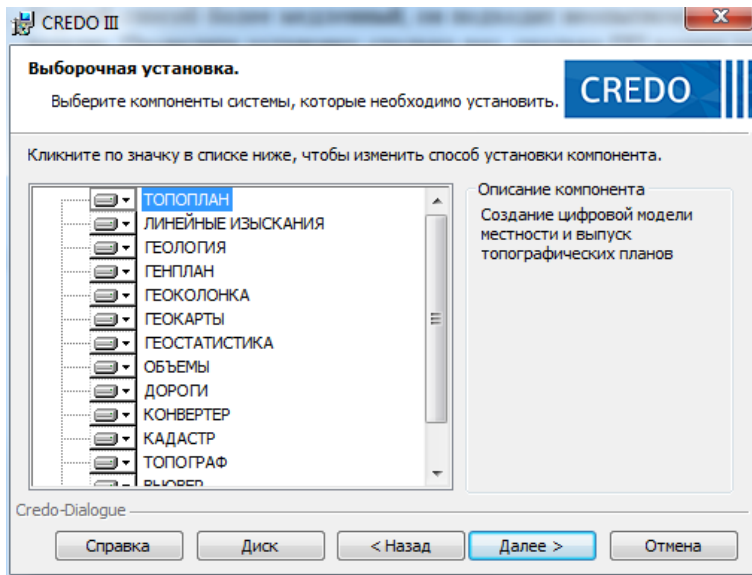 CREDO III
x
Выборочная установка.
Выберите компоненты системы, которые необходимо установить.
CREDO
Кликните по значку в списке ниже, чтобы изменить способ установки компонента.
ТОПОПЛАН
ЛИНЕЙНЫЕ ИЗЫСКАНИЯ
ГЕОЛОГИЯ
ГЕНПЛАН
ГЕОКОЛОНКА
ГЕОКАРТЫ
ГЕОСТАТИСТИКА
ОБЪЕМЫ
ДОРОГИ
КОНВЕРТЕР
КАДАСТР
ТОПОГРАФ
ВЬЮВЕР
Описание компонента
Создание цифровой модели
местности и выпуск
топографических планов
Credo-Dialogue
Справка
Диск
< Назад
Далее >
Отмена